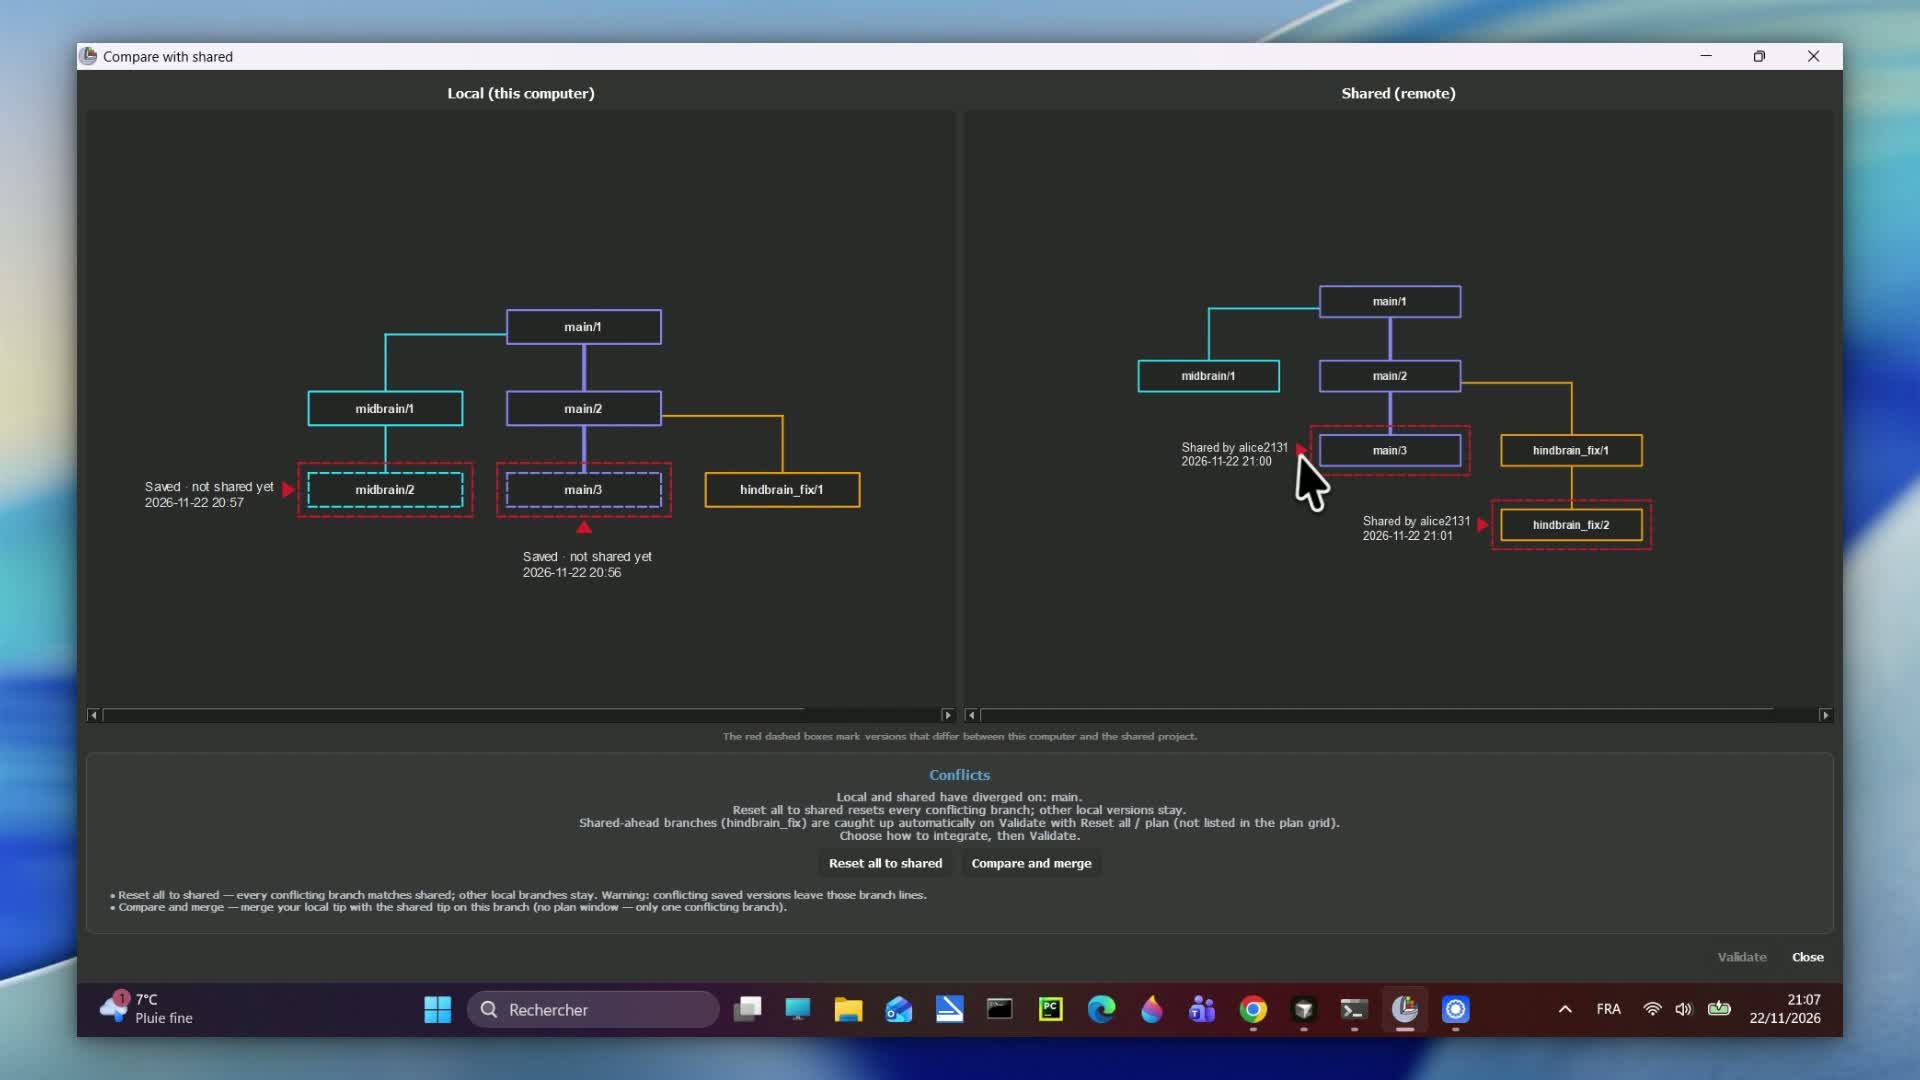 Compare with shared
Local (this computer)
main/1
midbrain/1
main/2
midbrain/2
main/3
hindbrain_fix/1
Saved · not shared yet
2026-11-22 20:57
Saved · not shared yet
2026-11-22 20:56
Shared (remote)
main/1
midbrain/1
main/2
Shared by alice2131
2026-11-22 21:00
main/3
hindbrain_fix/1
Shared by alice2131
2026-11-22 21:01
hindbrain_fix/2
The red dashed boxes mark versions that differ between this computer and the shared project.
Conflicts
Local and shared have diverged on: main.
Reset all to shared resets every conflicting branch; other local versions stay.
Shared-ahead branches (hindbrain_fix) are caught up automatically on Validate with Reset all / plan (not listed in the plan grid).
Choose how to integrate, then Validate.
Reset all to shared
Compare and merge
• Reset all to shared — every conflicting branch matches shared; other local branches stay. Warning: conflicting saved versions leave those branch lines.
• Compare and merge — merge your local tip with the shared tip on this branch (no plan window — only one conflicting branch).
Validate
Close
1
7°C
Pluie fine
Rechercher
PC
FRA
21:07
22/11/2026